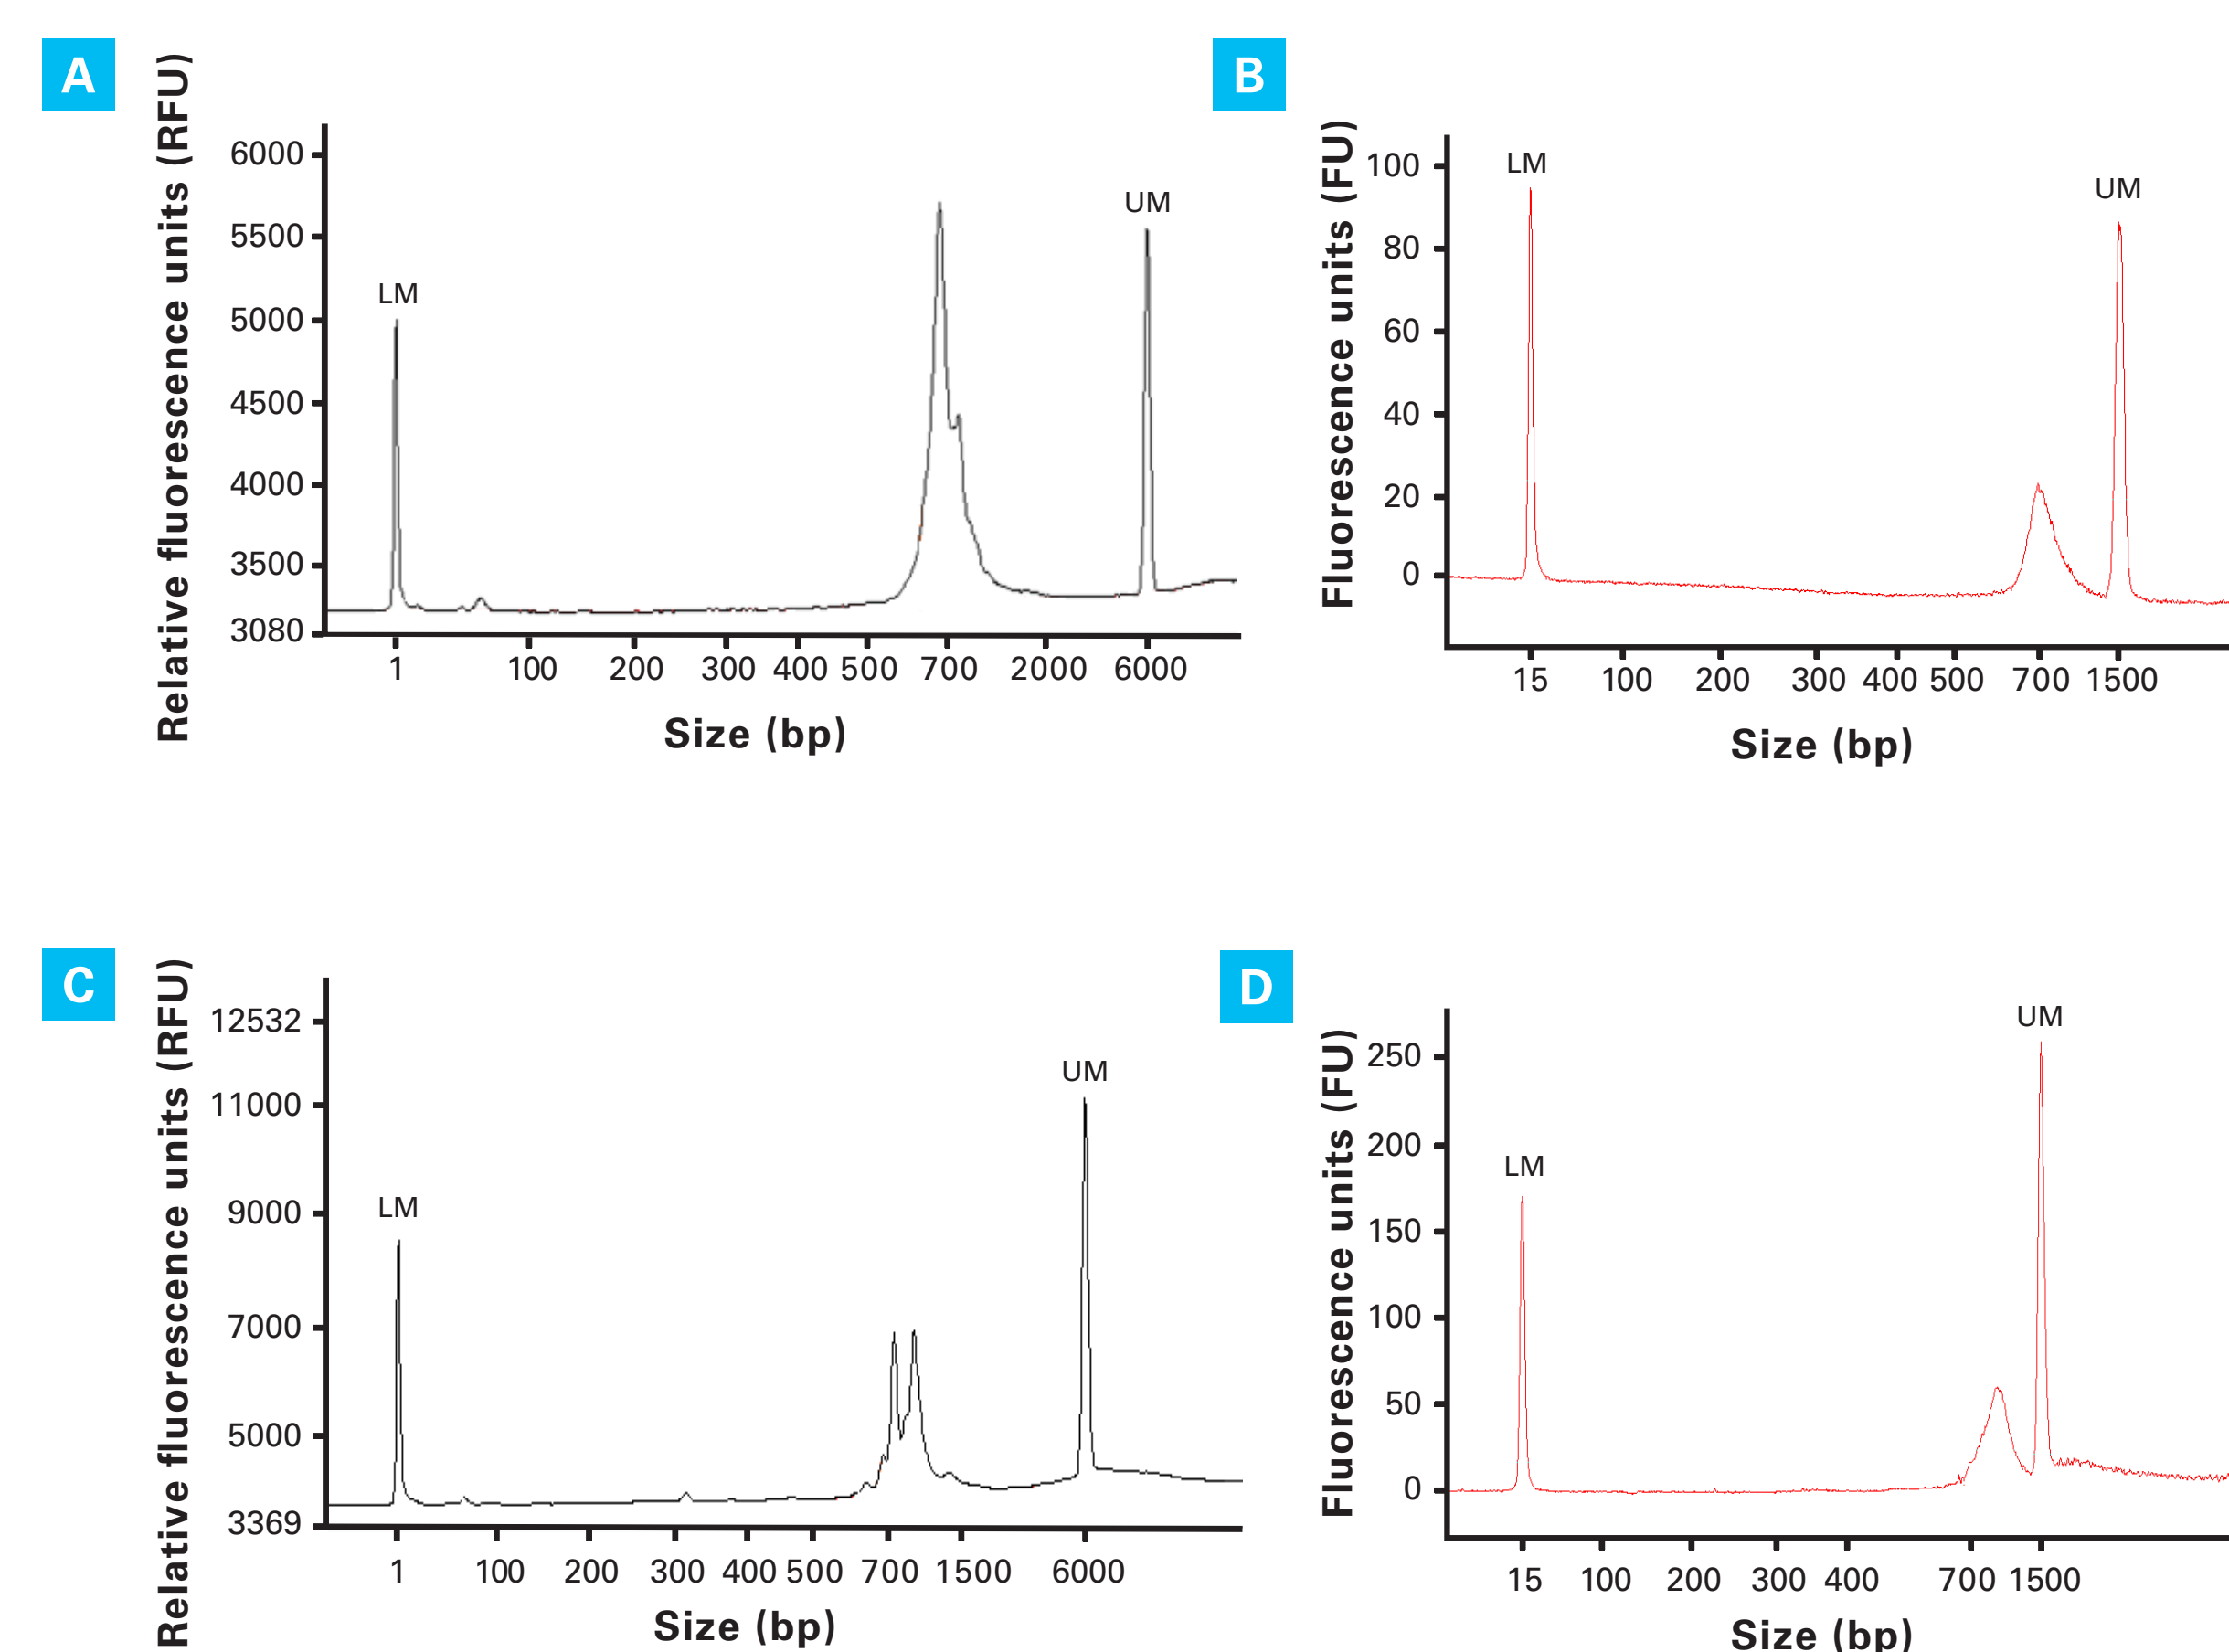 A
Relative fluorescence units (RFU)
6000
5500
5000
4500
4000
3500
3080
LM
UM
1 100 200 300 400 500 700 2000 6000
Size (bp)
B
Fluorescence units (FU)
100
80
60
40
20
0
LM
UM
15 100 200 300 400 500 700 1500
Size (bp)
C
Relative fluorescence units (RFU)
12532
11000
9000
7000
5000
3369
LM
UM
1 100 200 300 400 500 700 1500 6000
Size (bp)
D
Fluorescence units (FU)
250
200
150
100
50
0
LM
UM
15 100 200 300 400 700 1500
Size (bp)